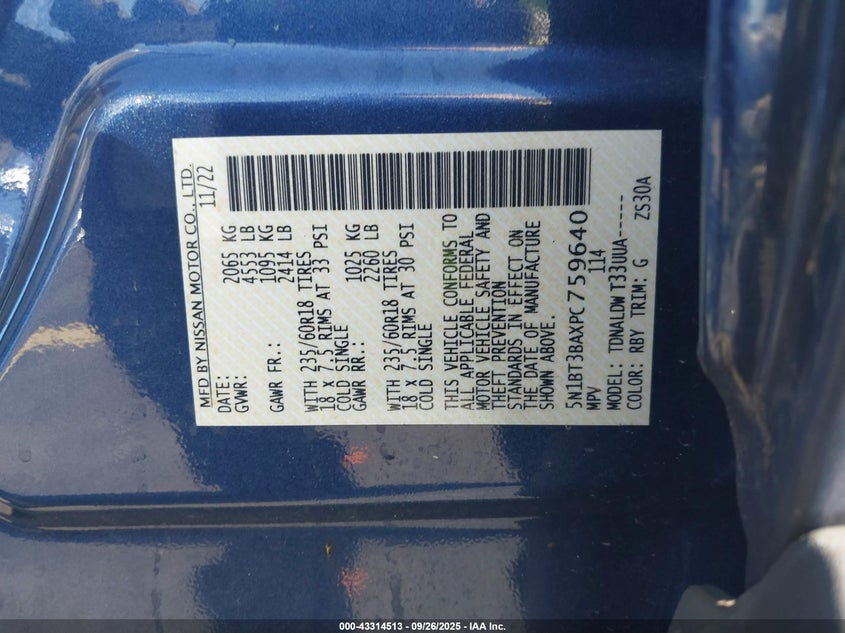 MFD BY NISSAN MOTOR CO., LTD.
DATE: 11/22
GVWR: 2065 KG
4553 LB
GAWR FR.: 1095 KG
2414 LB
WITH 235/60R18 TIRES
18 x 7.5 RIMS AT 33 PSI
COLD SINGLE
GAWR RR.: 1025 KG
2260 LB
WITH 235/60R18 TIRES
18 x 7.5 RIMS AT 30 PSI
COLD SINGLE
THIS VEHICLE CONFORMS TO
ALL APPLICABLE FEDERAL
MOTOR VEHICLE SAFETY AND
THEFT PREVENTION
STANDARDS IN EFFECT ON
THE DATE OF MANUFACTURE
SHOWN ABOVE.
5N1BT3BAXPC759640
MPV 114
MODEL: TDNALDW T33UUA------
COLOR: RBY TRIM: G ZS30A
000-43314513 - 09/26/2025 - IAA Inc.